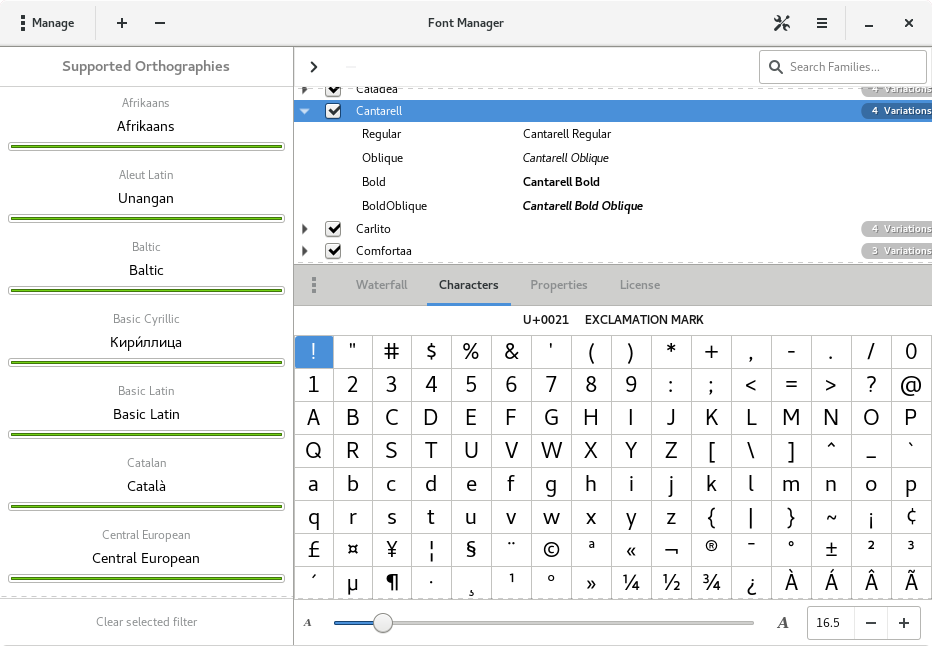 Manage
Font Manager
Supported Orthographies
Search Families...
Afrikaans
Afrikaans
Aleut Latin
Unangan
Baltic
Baltic
Basic Cyrillic
Кири́ллица
Basic Latin
Basic Latin
Catalan
Català
Central European
Central European
Clear selected filter
Caladea 4 Variations
Cantarell 4 Variations
Regular Cantarell Regular
Oblique Cantarell Oblique
Bold Cantarell Bold
BoldOblique Cantarell Bold Oblique
Carlito 4 Variations
Comfortaa 3 Variations
Waterfall Characters Properties License
U+0021 EXCLAMATION MARK
! " # $ % & ' ( ) * + , - . / 0
1 2 3 4 5 6 7 8 9 : ; < = > ? @
A B C D E F G H I J K L M N O P
Q R S T U V W X Y Z [ \ ] ^ _ `
a b c d e f g h i j k l m n o p
q r s t u v w x y z { | } ~ ¡ ¢
£ ¤ ¥ ¦ § ¨ © ª « ¬ ® ¯ ° ± ² ³
´ µ ¶ · ¸ ¹ º » ¼ ½ ¾ ¿ À Á Â Ã
A A 16.5